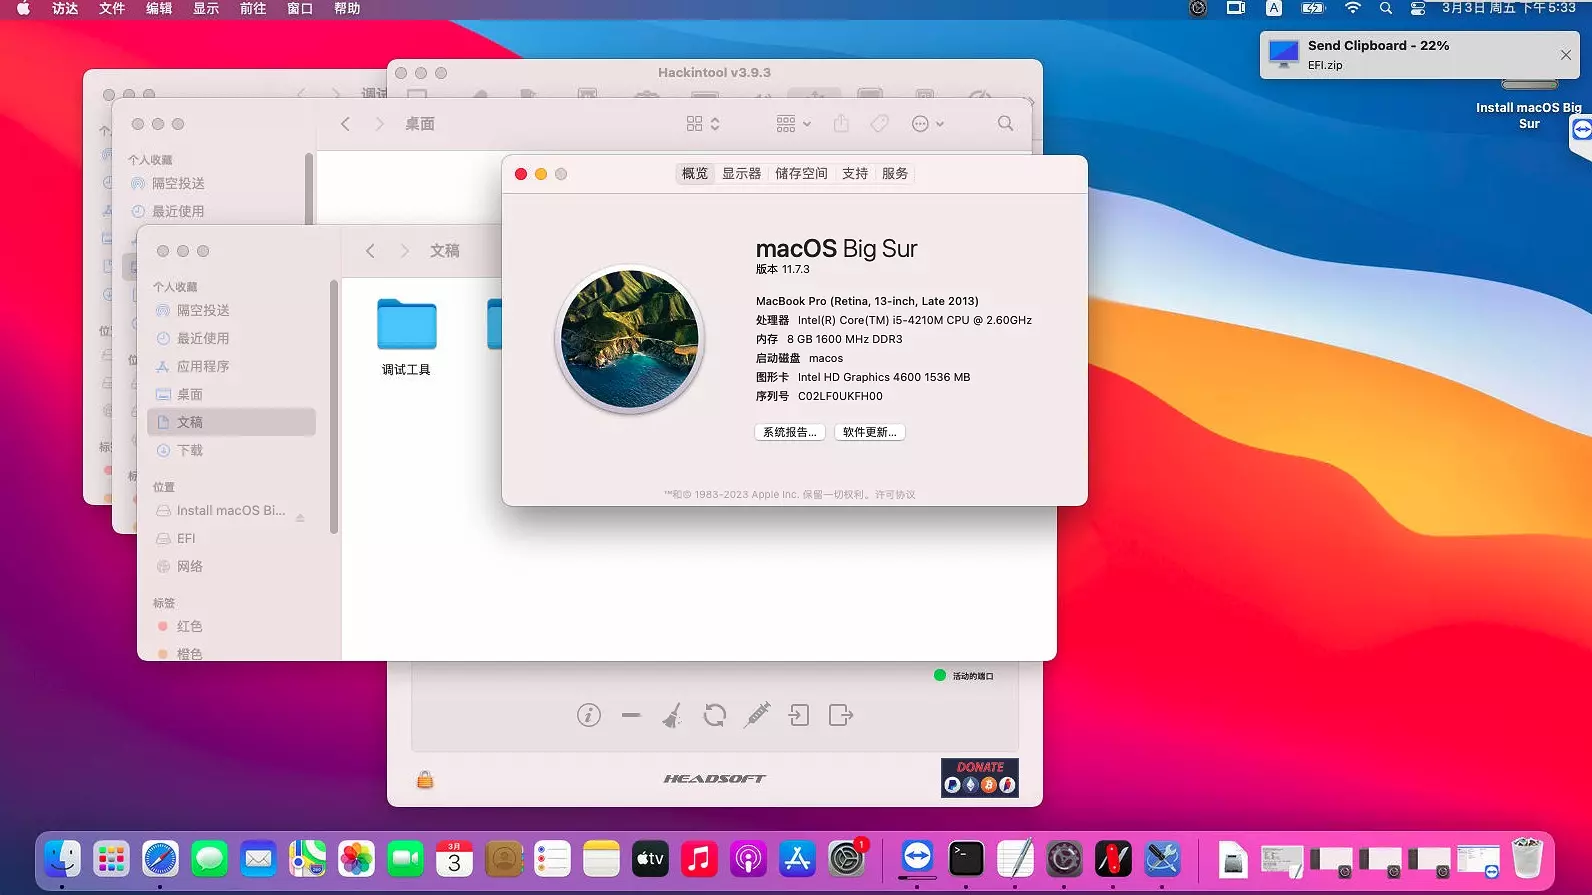 访达 文件 编辑 显示 前往 窗口 帮助
A
3月3日 周五 下午5:33
Send Clipboard - 22%
EFI.zip
Install macOS Big
Sur
Hackintool v3.9.3
调试
桌面
个人收藏
隔空投送
最近使用
概览 显示器 储存空间 支持 服务
macOS Big Sur
版本 11.7.3
MacBook Pro (Retina, 13-inch, Late 2013)
处理器 Intel(R) Core(TM) i5-4210M CPU @ 2.60GHz
内存 8 GB 1600 MHz DDR3
启动磁盘 macos
图形卡 Intel HD Graphics 4600 1536 MB
序列号 C02LF0UKFH00
系统报告... 软件更新...
™和© 1983-2023 Apple Inc. 保留一切权利。许可协议
文稿
个人收藏
隔空投送
最近使用
应用程序
桌面
文稿
下载
位置
Install macOS Bi...
EFI
网络
标签
红色
橙色
调试工具
活动的端口
HEADSOFT
DONATE
3月
3
tv
1